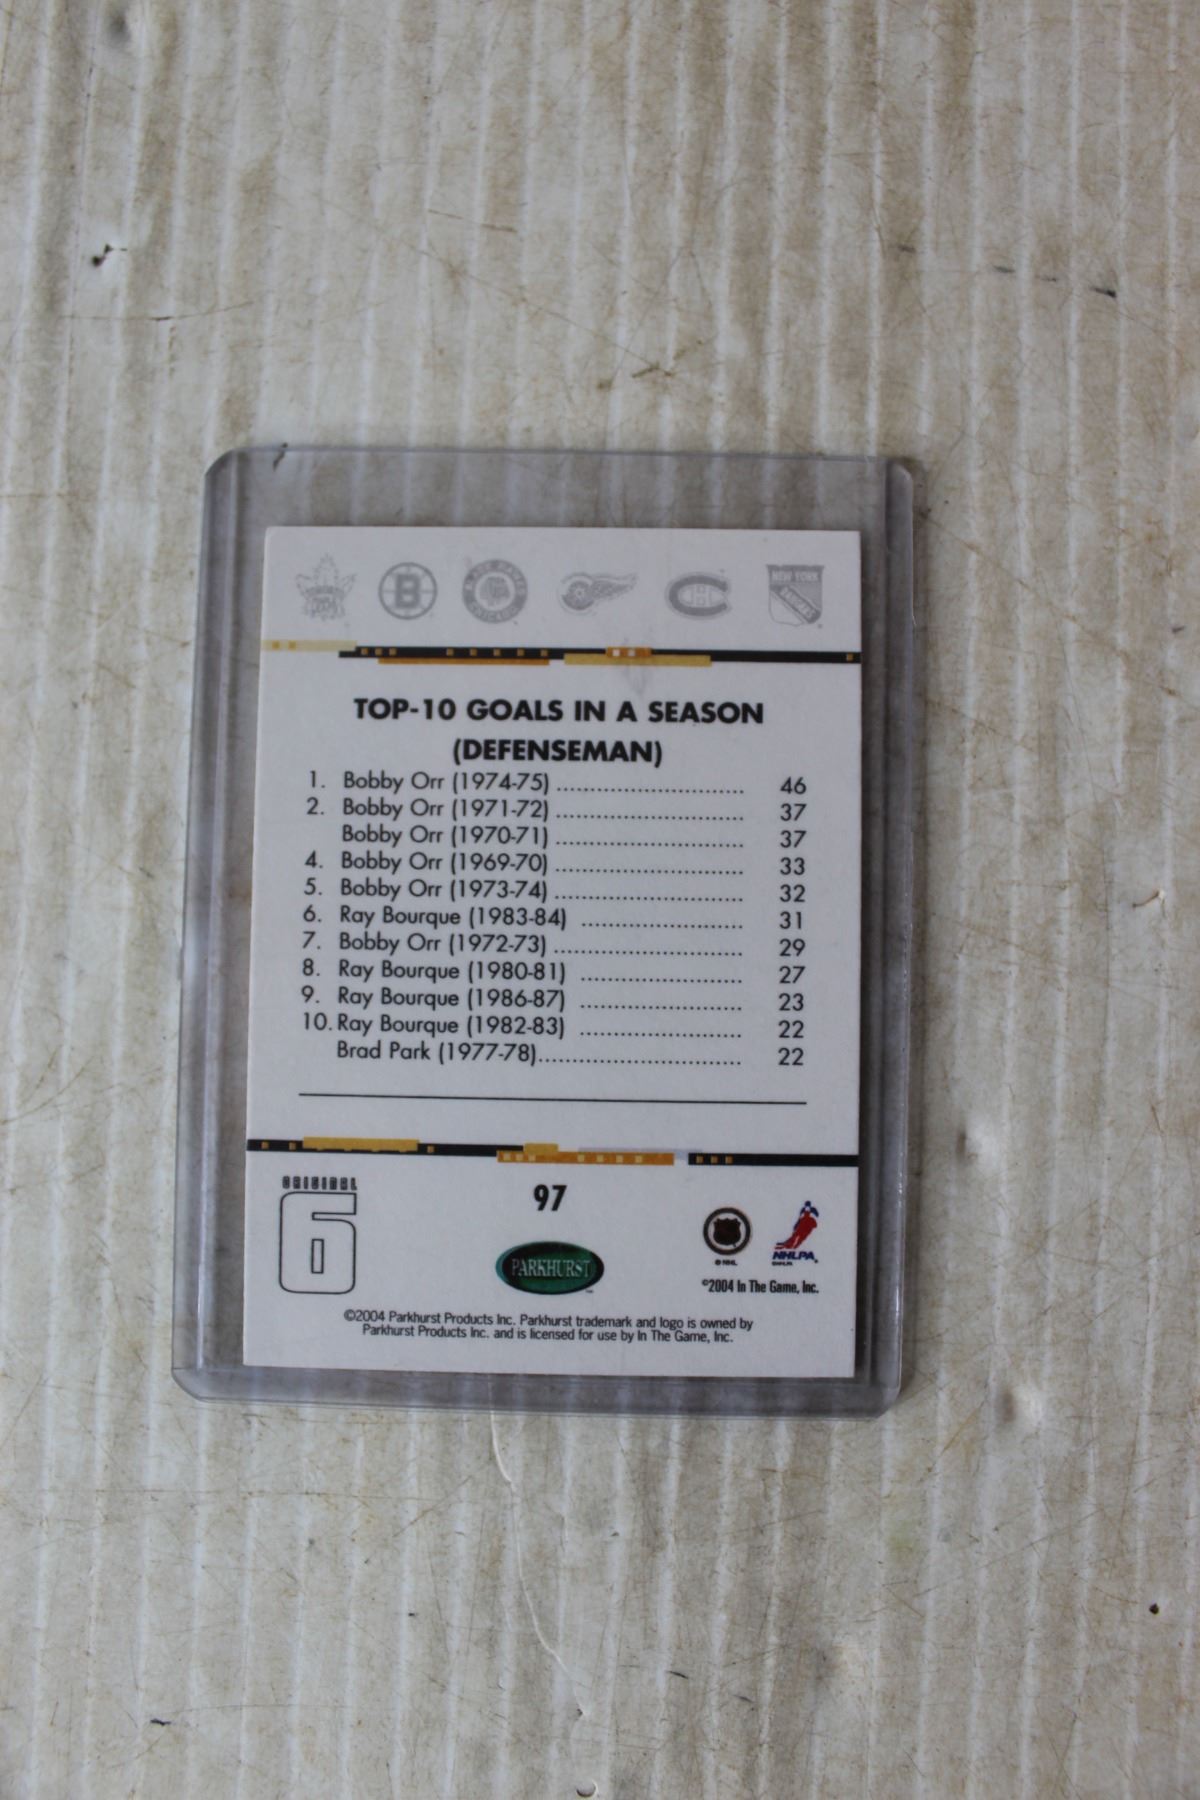 NEW YORK
RANGERS
TOP-10 GOALS IN A SEASON
(DEFENSEMAN)
1. Bobby Orr (1974-75) ............................ 46
2. Bobby Orr (1971-72) ............................ 37
Bobby Orr (1970-71) ............................ 37
4. Bobby Orr (1969-70) ............................ 33
5. Bobby Orr (1973-74) ............................ 32
6. Ray Bourque (1983-84) ........................ 31
7. Bobby Orr (1972-73) ............................ 29
8. Ray Bourque (1980-81) ........................ 27
9. Ray Bourque (1986-87) ........................ 23
10. Ray Bourque (1982-83) ........................ 22
Brad Park (1977-78).............................. 22
ORIGINAL
6
97
PARKHURST
© NHL
NHLPA
©2004 In The Game, Inc.
©2004 Parkhurst Products Inc. Parkhurst trademark and logo is owned by
Parkhurst Products Inc. and is licensed for use by In The Game, Inc.